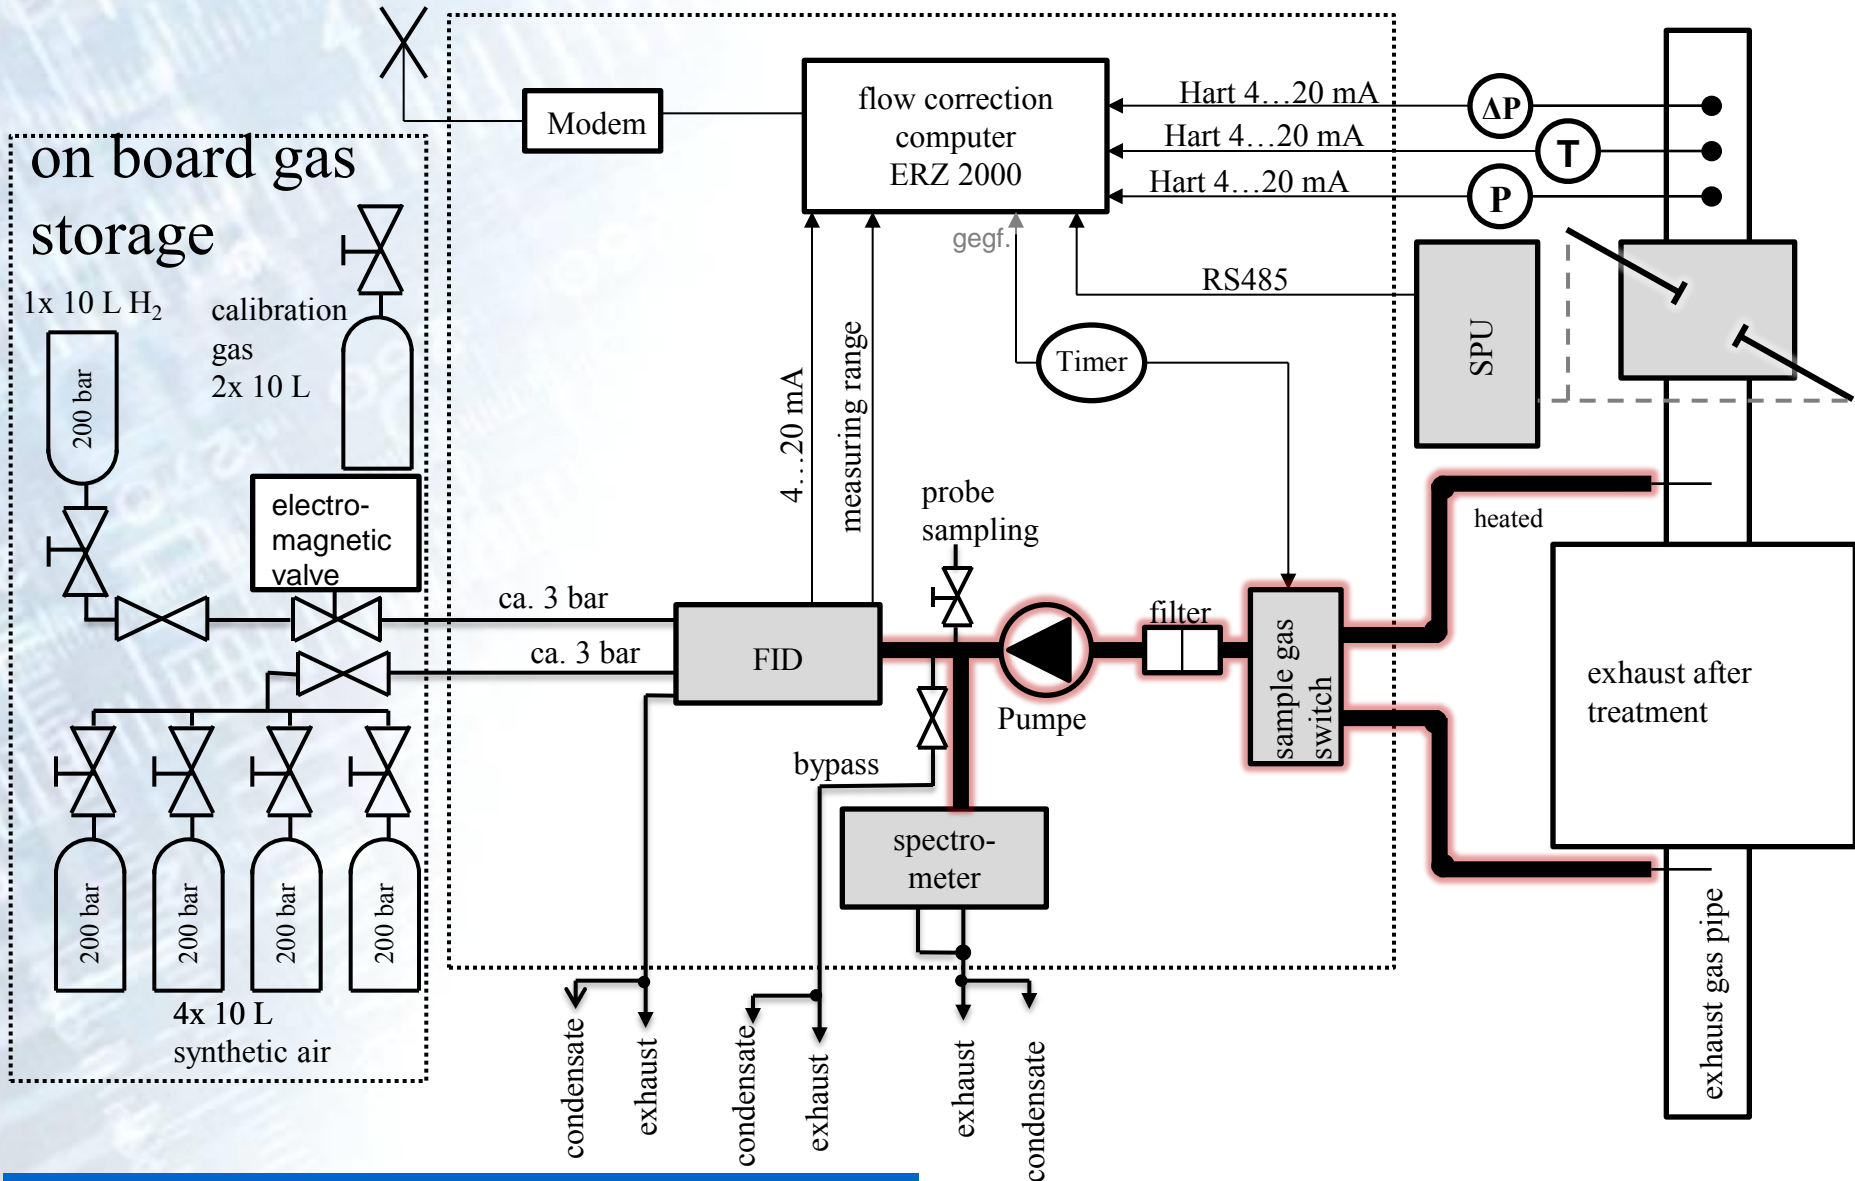 on board gas
storage
1x 10 L H₂
calibration
gas
2x 10 L
200 bar
electro-
magnetic
valve
200 bar
200 bar
200 bar
200 bar
4x 10 L
synthetic air
Modem
flow correction
computer
ERZ 2000
Hart 4…20 mA
ΔP
Hart 4…20 mA
T
Hart 4…20 mA
P
gegf.
RS485
SPU
Timer
4…20 mA
measuring range
probe
sampling
heated
ca. 3 bar
ca. 3 bar
FID
filter
Pumpe
sample gas
switch
exhaust after
treatment
bypass
spectro-
meter
exhaust gas pipe
condensate
exhaust
condensate
exhaust
exhaust
condensate